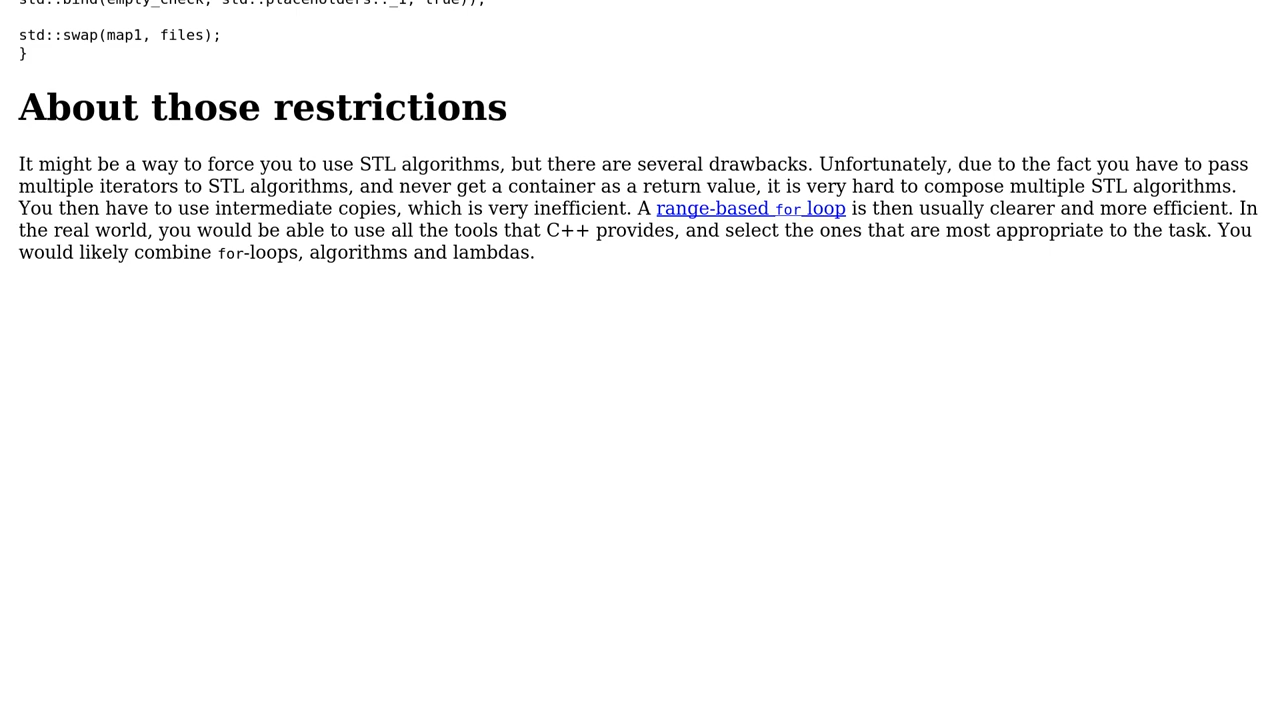 std::bind(empty_check, std::placeholders::_1, true));
std::swap(map1, files);
}
About those restrictions
It might be a way to force you to use STL algorithms, but there are several drawbacks. Unfortunately, due to the fact you have to pass
multiple iterators to STL algorithms, and never get a container as a return value, it is very hard to compose multiple STL algorithms.
You then have to use intermediate copies, which is very inefficient. A range-based for loop is then usually clearer and more efficient. In
the real world, you would be able to use all the tools that C++ provides, and select the ones that are most appropriate to the task. You
would likely combine for-loops, algorithms and lambdas.